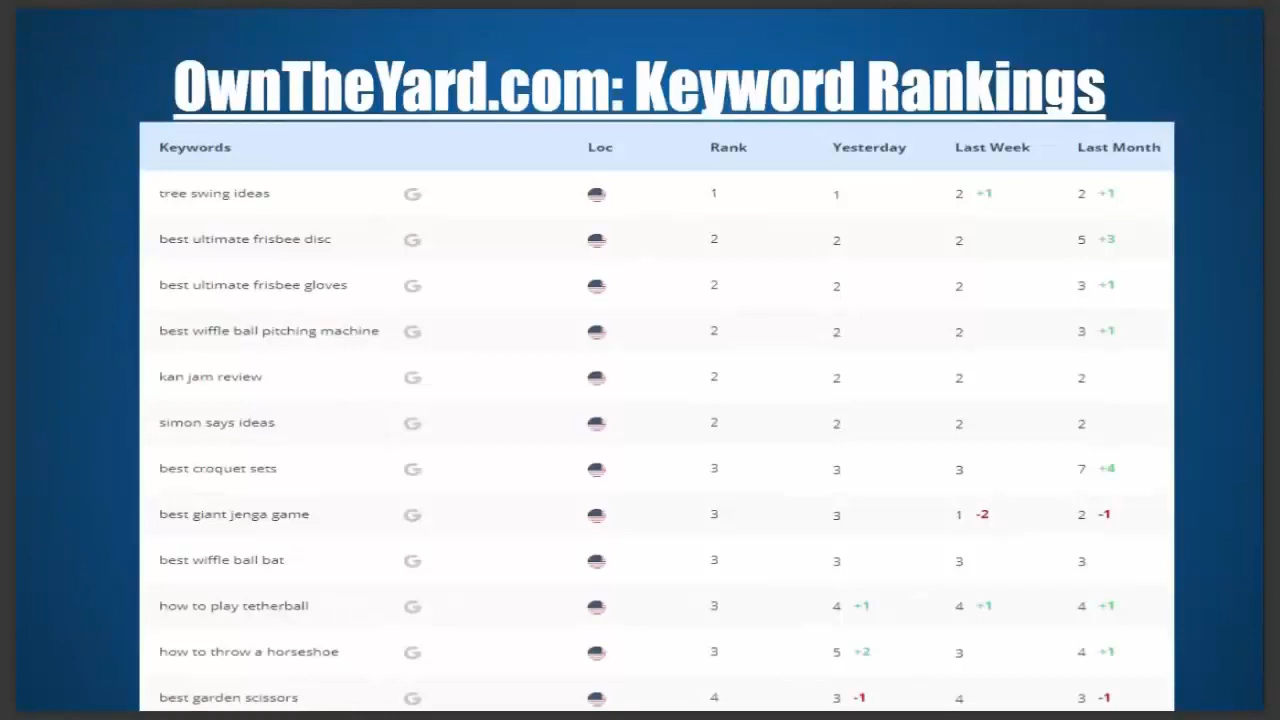 OwnTheYard.com: Keyword Rankings
Keywords Loc Rank Yesterday Last Week Last Month
tree swing ideas G 1 1 2 +1 2 +1
best ultimate frisbee disc G 2 2 2 5 +3
best ultimate frisbee gloves G 2 2 2 3 +1
best wiffle ball pitching machine G 2 2 2 3 +1
kan jam review G 2 2 2 2
simon says ideas G 2 2 2 2
best croquet sets G 3 3 3 7 +4
best giant jenga game G 3 3 1 -2 2 -1
best wiffle ball bat G 3 3 3 3
how to play tetherball G 3 4 +1 4 +1 4 +1
how to throw a horseshoe G 3 5 +2 3 4 +1
best garden scissors G 4 3 -1 4 3 -1